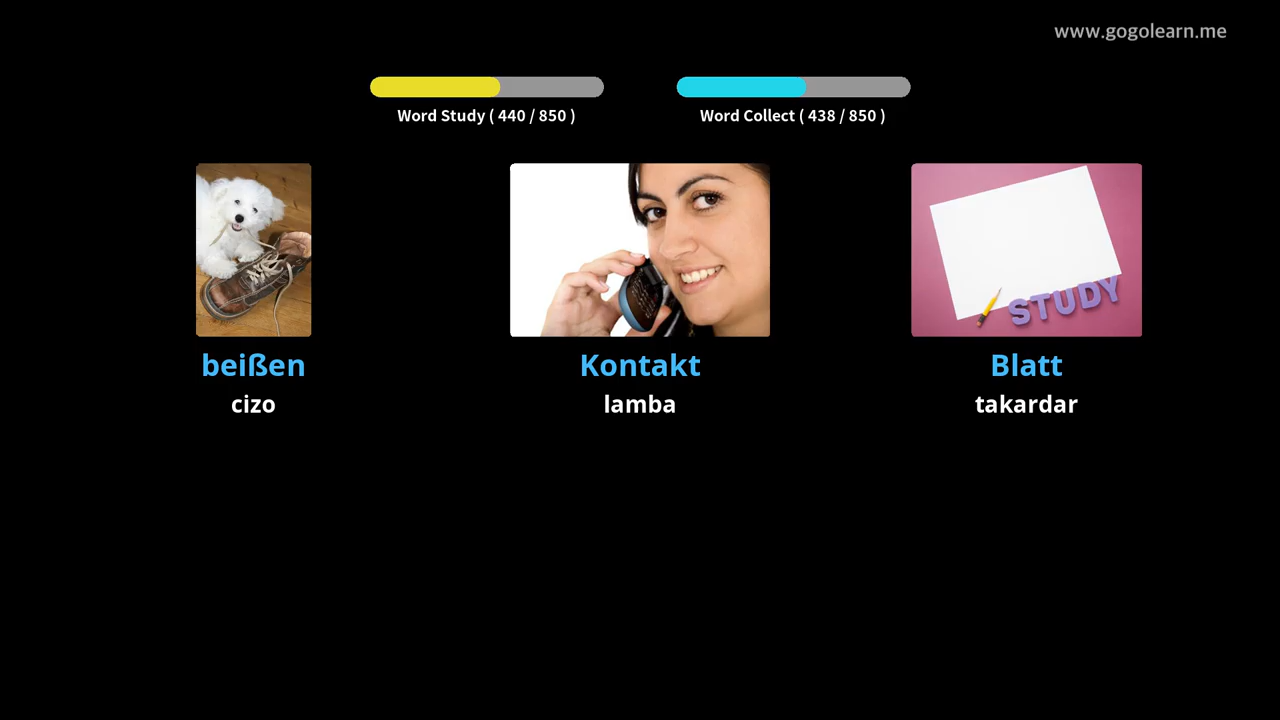 www.gogolearn.me
Word Study ( 440 / 850 )
Word Collect ( 438 / 850 )
STUDY
beißen
Kontakt
Blatt
cizo
lamba
takardar